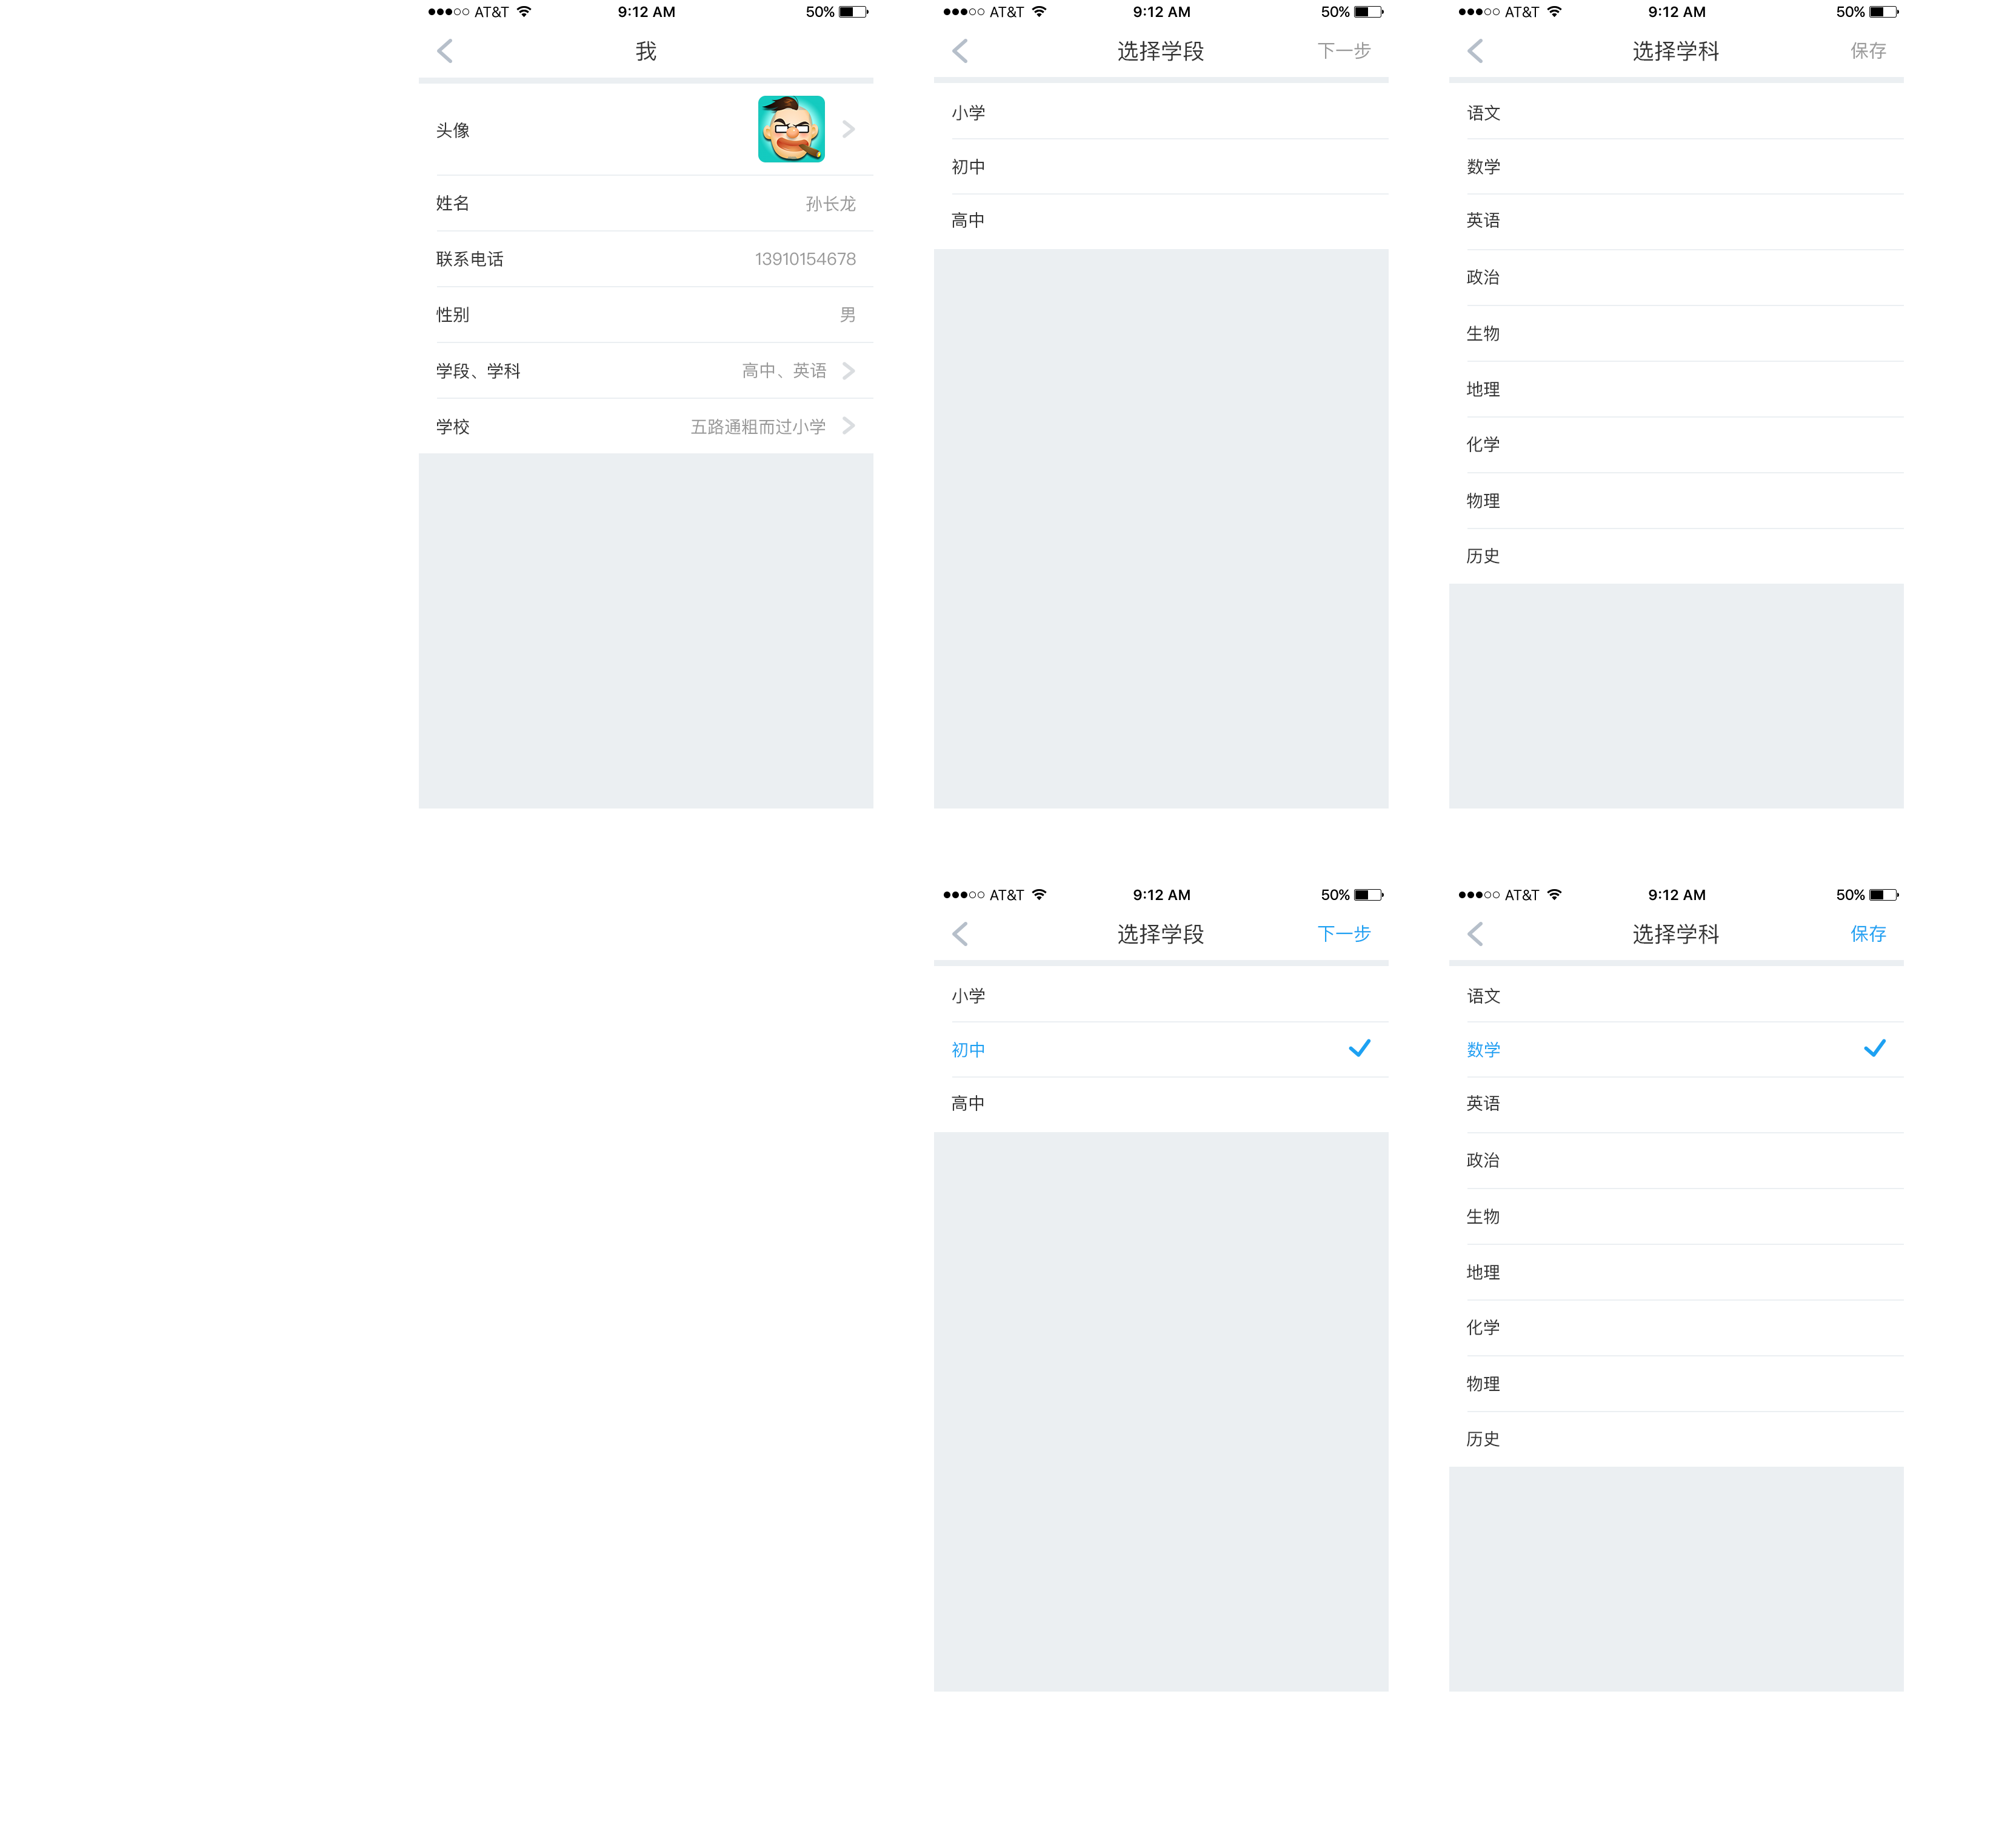 AT&T 9:12 AM 50%
我
头像
姓名 孙长龙
联系电话 13910154678
性别 男
学段、学科 高中、英语
学校 五路通粗而过小学
AT&T 9:12 AM 50%
选择学段 下一步
小学
初中
高中
AT&T 9:12 AM 50%
选择学科 保存
语文
数学
英语
政治
生物
地理
化学
物理
历史
AT&T 9:12 AM 50%
选择学段 下一步
小学
初中
高中
AT&T 9:12 AM 50%
选择学科 保存
语文
数学
英语
政治
生物
地理
化学
物理
历史